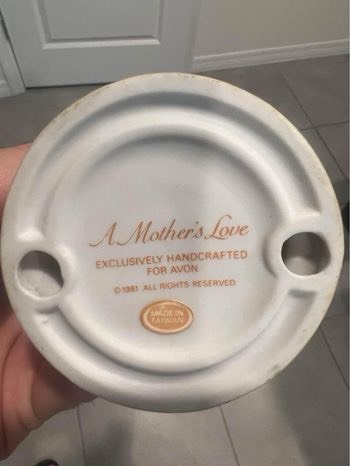 A Mother's Love
EXCLUSIVELY HANDCRAFTED
FOR AVON
© 1981 ALL RIGHTS RESERVED
MADE IN
TAIWAN